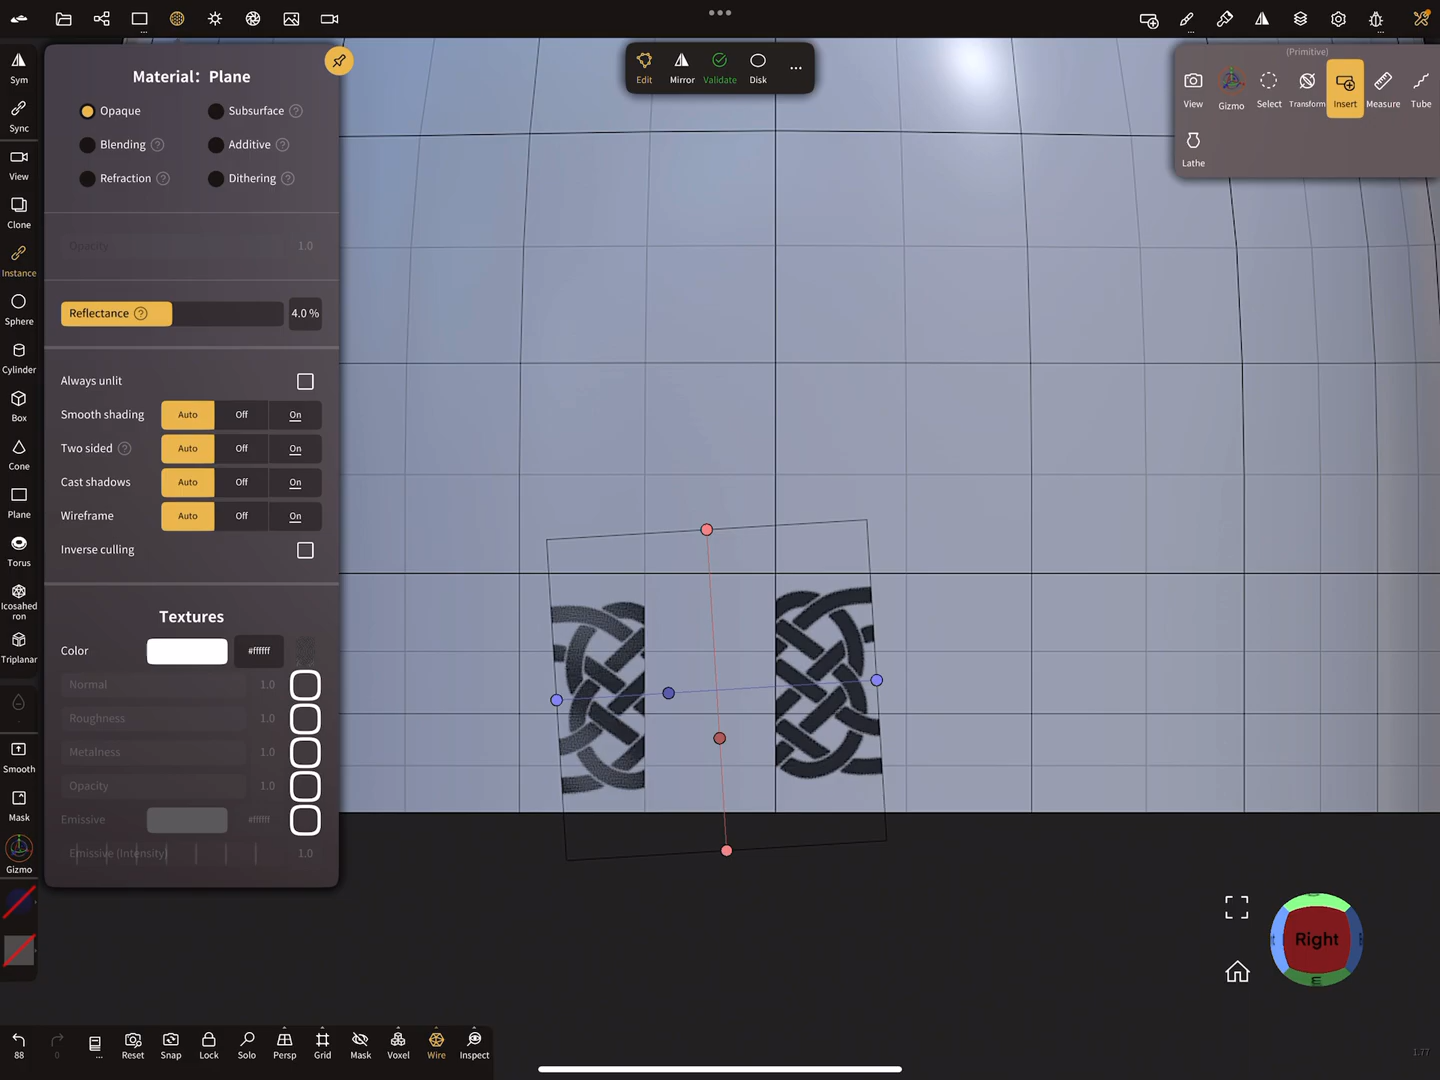 Material: Plane
Opaque
Subsurface
Blending
Additive
Refraction
Dithering
Opacity 1.0
Reflectance 4.0 %
Always unlit
Smooth shading Auto Off On
Two sided Auto Off On
Cast shadows Auto Off On
Wireframe Auto Off On
Inverse culling
Textures
Color #ffffff
Normal 1.0
Roughness 1.0
Metalness 1.0
Opacity 1.0
Emissive #ffffff
Emissive (Intensity) 1.0
Sym
Sync
View
Clone
Instance
Sphere
Cylinder
Box
Cone
Plane
Torus
Icosahed
ron
Triplanar
Smooth
Mask
Gizmo
Edit
Mirror
Validate
Disk
(Primitive)
View
Gizmo
Select
Transform
Insert
Measure
Tube
Lathe
Right
88
0
Reset
Snap
Lock
Solo
Persp
Grid
Mask
Voxel
Wire
Inspect
1.77